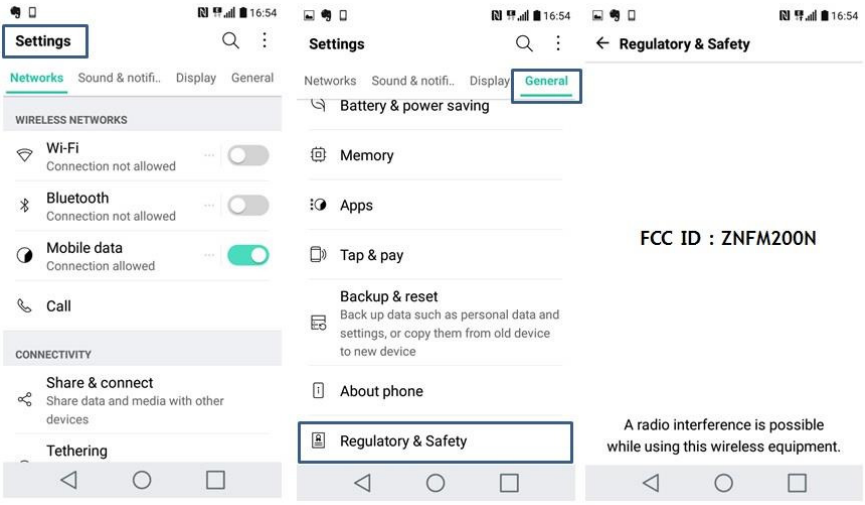 16:54
Settings
Networks Sound & notifi.. Display General
WIRELESS NETWORKS
Wi-Fi
Connection not allowed
Bluetooth
Connection not allowed
Mobile data
Connection allowed
Call
CONNECTIVITY
Share & connect
Share data and media with other
devices
Tethering
16:54
Settings
Networks Sound & notifi.. Display General
Battery & power saving
Memory
Apps
Tap & pay
Backup & reset
Back up data such as personal data and
settings, or copy them from old device
to new device
About phone
Regulatory & Safety
16:54
Regulatory & Safety
FCC ID : ZNFM200N
A radio interference is possible
while using this wireless equipment.